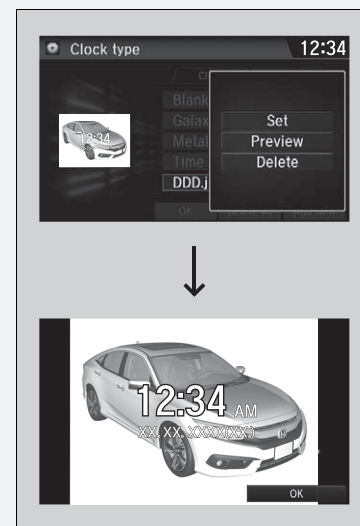 Clock type
12:34
Blank
Galax
Metal
Time
DDD.j
12:34
Set
Preview
Delete
OK
12:34 AM
XX. XX. XXXX(XX.)
OK